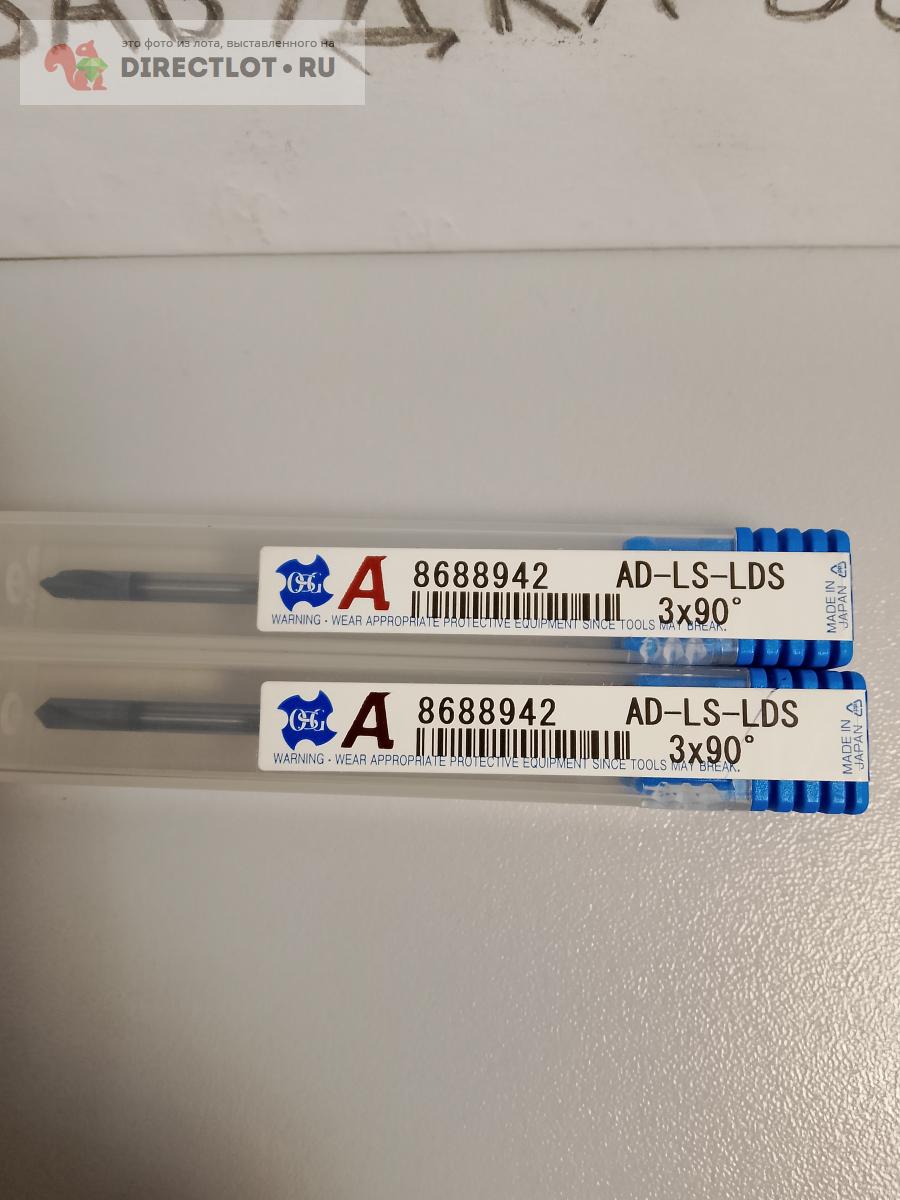 это фото из лота, выставленного на
DIRECTLOT • RU
OSG A 8688942 AD-LS-LDS
3x90°
WARNING - WEAR APPROPRIATE PROTECTIVE EQUIPMENT SINCE TOOLS MAY BREAK.
MADE IN
JAPAN
OSG A 8688942 AD-LS-LDS
3x90°
WARNING - WEAR APPROPRIATE PROTECTIVE EQUIPMENT SINCE TOOLS MAY BREAK.
MADE IN
JAPAN